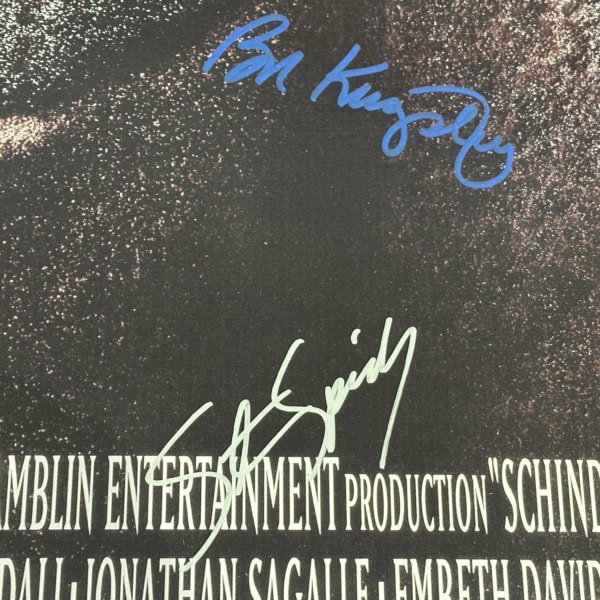 Ben Kingsley
AMBLIN ENTERTAINMENT PRODUCTION "SCHIND
DALL • JONATHAN SAGALLE • EMBETH DAVID